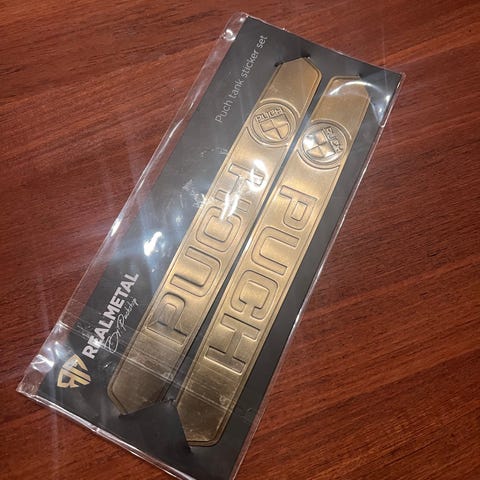 Puch tank sticker set
PUCH
PUCH
PUCH
PUCH
REALMETAL